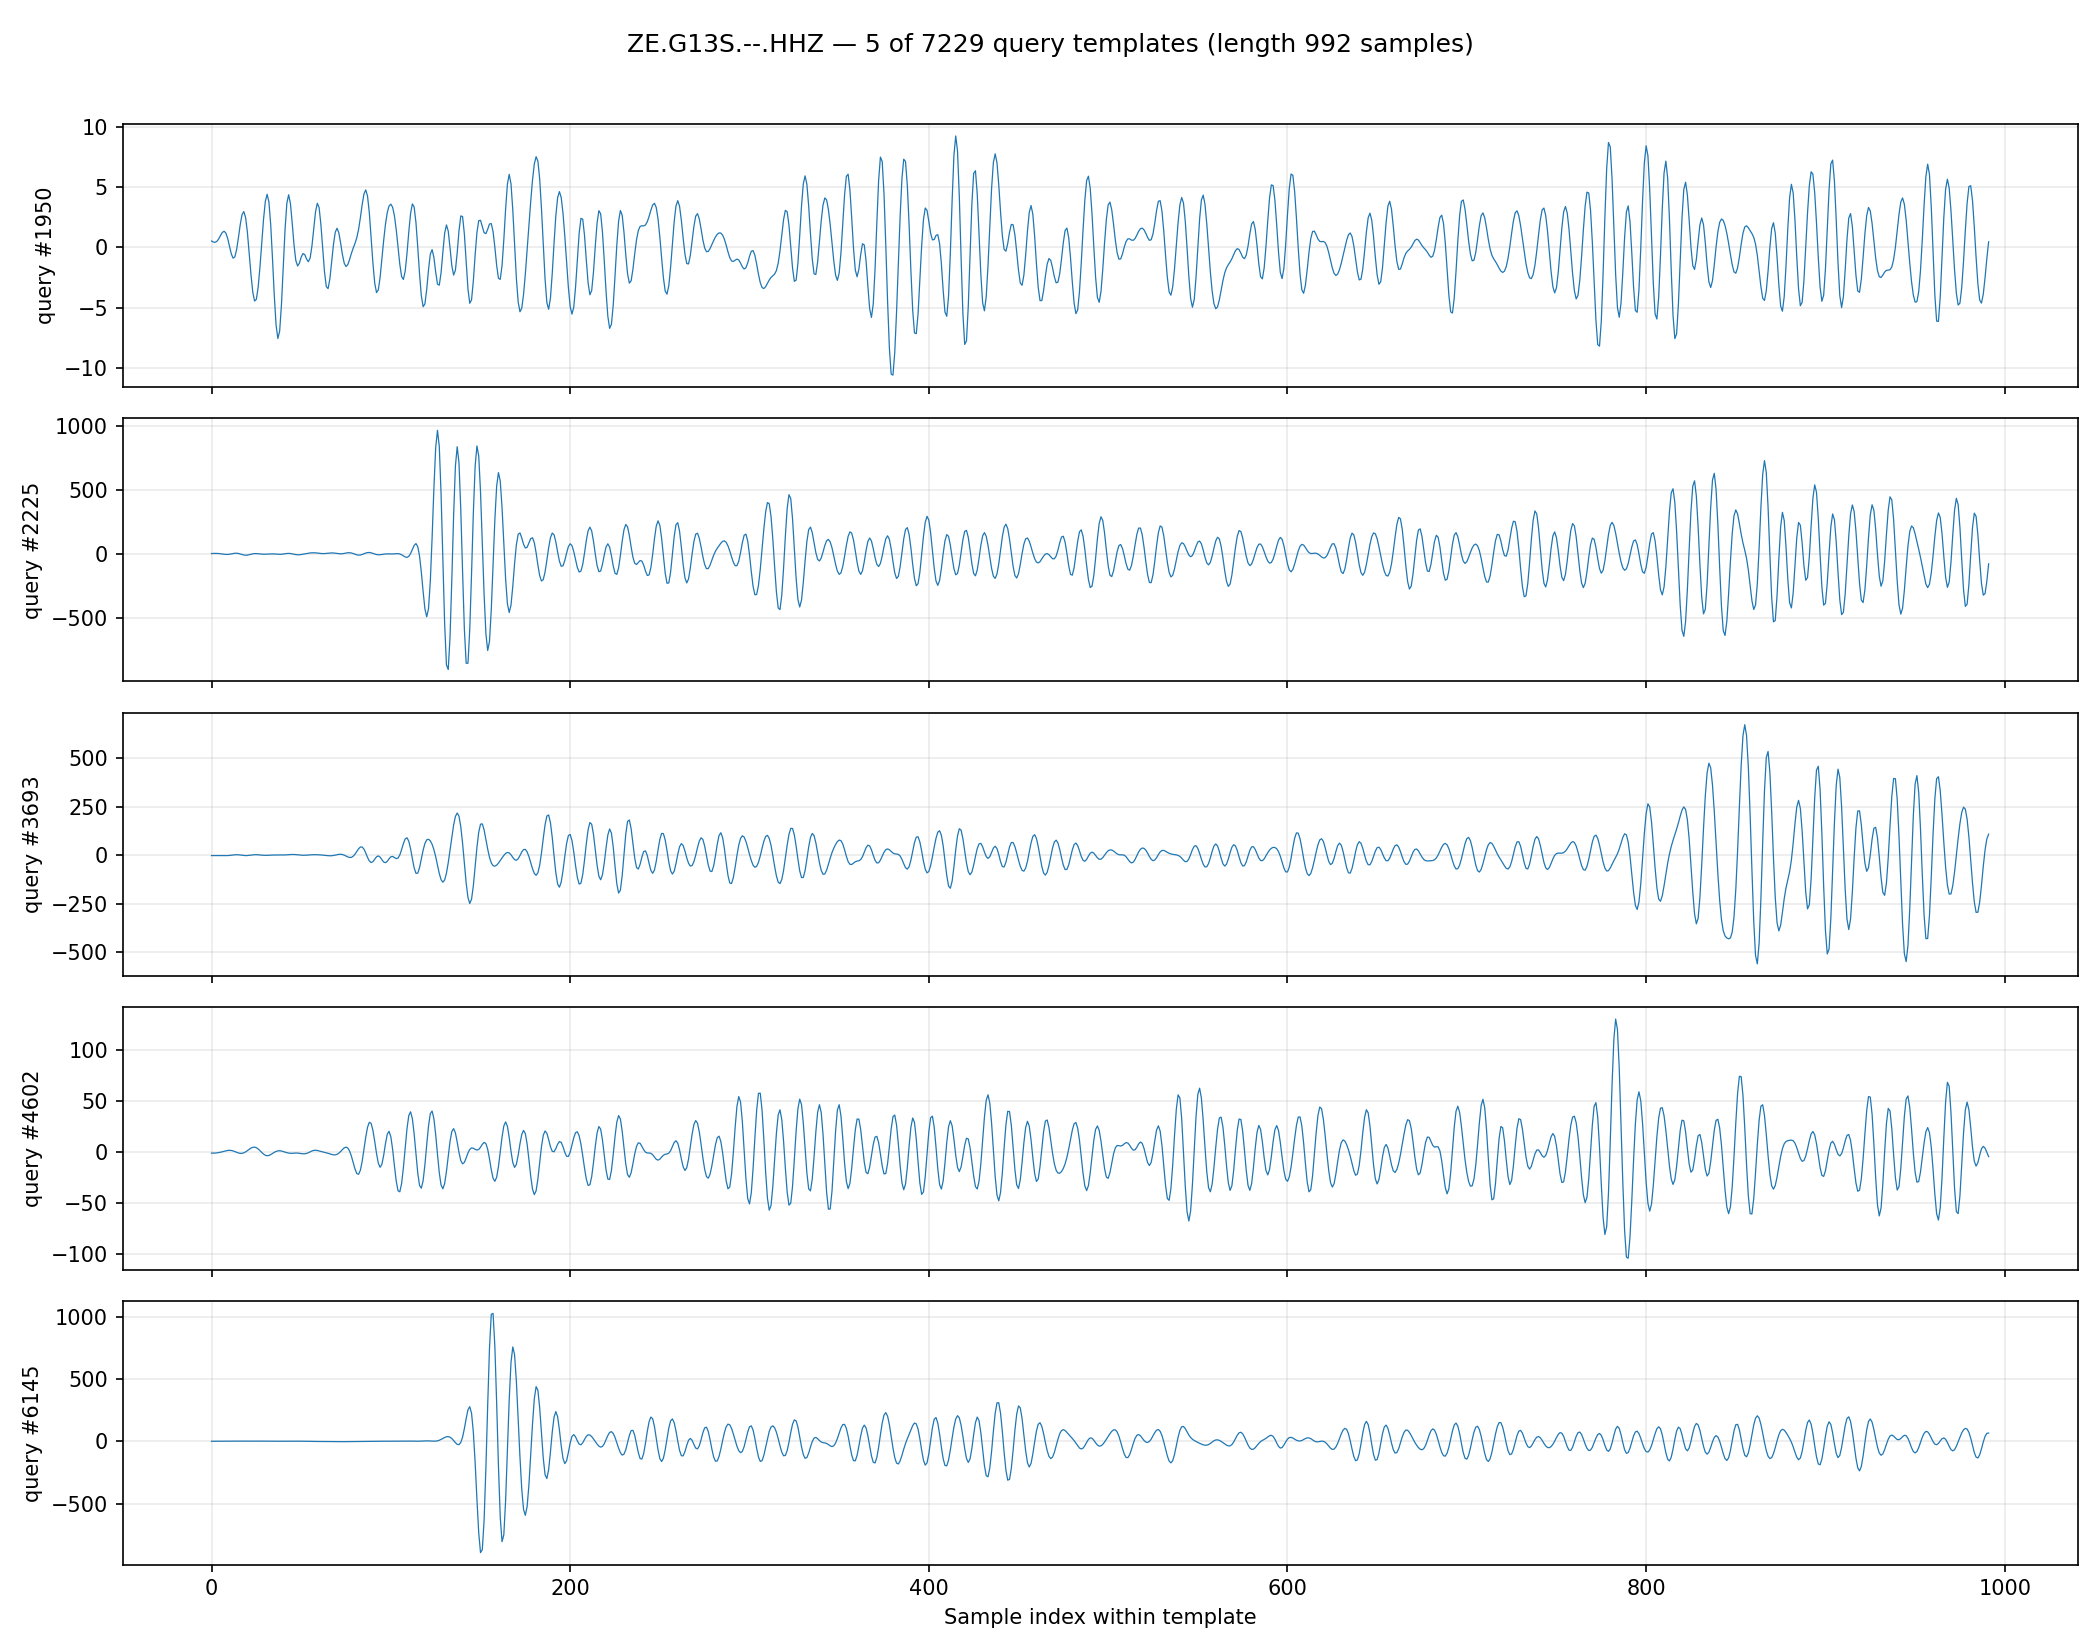 ZE.G13S.--.HHZ — 5 of 7229 query templates (length 992 samples)
10
5
0
−5
−10
query #1950
1000
500
0
−500
query #2225
500
250
0
−250
−500
query #3693
100
50
0
−50
−100
query #4602
1000
500
0
−500
query #6145
0 200 400 600 800 1000
Sample index within template